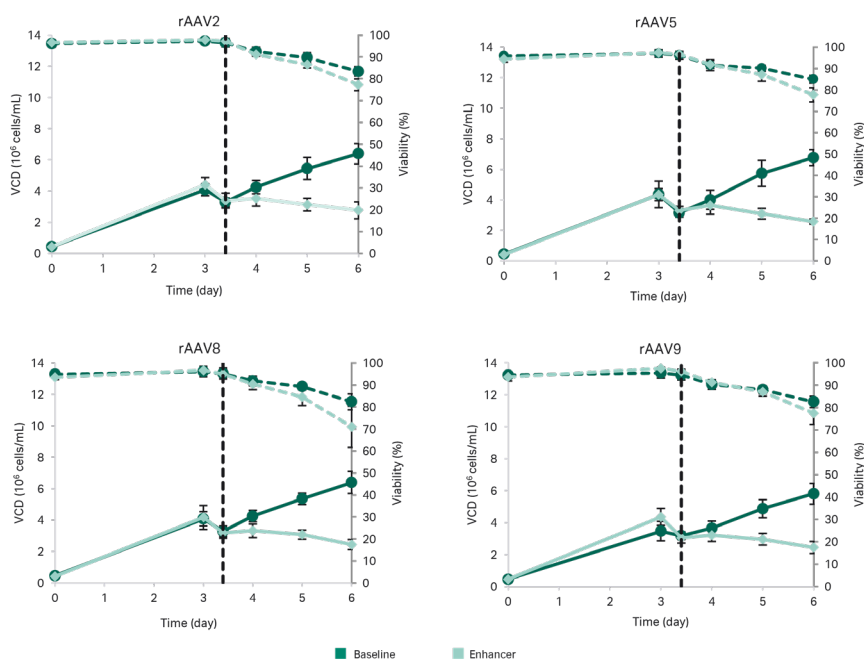 rAAV2
14 12 10 8 6 4 2 0
VCD (10⁶ cells/mL)
100 90 80 70 60 50 40 30 20 10 0
Viability (%)
0 1 2 3 4 5 6
Time (day)
rAAV5
14 12 10 8 6 4 2 0
VCD (10⁶ cells/mL)
100 90 80 70 60 50 40 30 20 10 0
Viability (%)
0 1 2 3 4 5 6
Time (day)
rAAV8
14 12 10 8 6 4 2 0
VCD (10⁶ cells/mL)
100 90 80 70 60 50 40 30 20 10 0
Viability (%)
0 1 2 3 4 5 6
Time (day)
rAAV9
14 12 10 8 6 4 2 0
VCD (10⁶ cells/mL)
100 90 80 70 60 50 40 30 20 10 0
Viability (%)
0 1 2 3 4 5 6
Time (day)
Baseline Enhancer